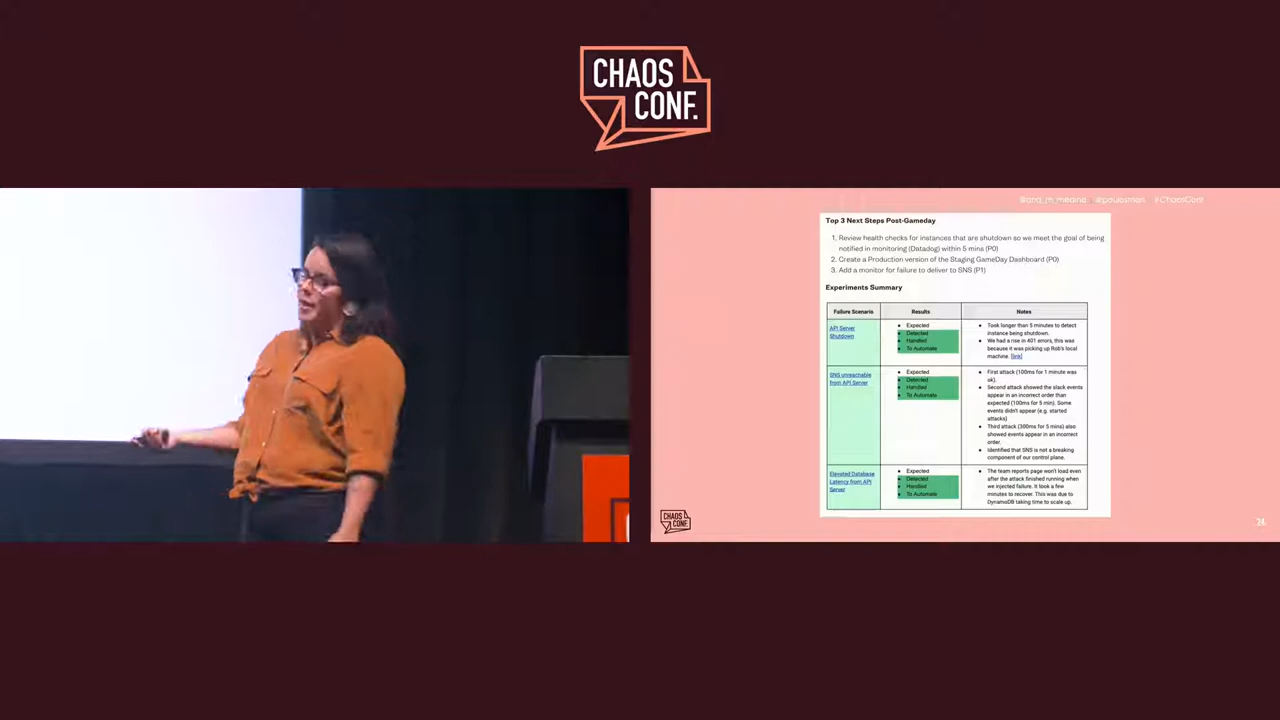 CHAOS
CONF.
@ana_m_medina @paulosman #ChaosConf
Top 3 Next Steps Post-Gameday
1. Review health checks for instances that are shutdown so we meet the goal of being
notified in monitoring (Datadog) within 5 mins (P0)
2. Create a Production version of the Staging GameDay Dashboard (P0)
3. Add a monitor for failure to deliver to SNS (P1)
Experiments Summary
Failure Scenario Results Notes
API Server
Shutdown
Expected
Detected
Handled
To Automate
Took longer than 5 minutes to detect
instance being shutdown.
We had a rise in 401 errors, this was
because it was picking up Rob's local
machine. [link]
SNS unreachable
from API Server
Expected
Detected
Handled
To Automate
First attack (100ms for 1 minute was
ok).
Second attack showed the slack events
appear in an incorrect order than
expected (100ms for 5 min). Some
events didn't appear (e.g. started
attacks)
Third attack (300ms for 5 mins) also
showed events appear in an incorrect
order.
Identified that SNS is not a breaking
component of our control plane.
Elevated Database
Latency from API
Server
Expected
Detected
Handled
To Automate
The team reports page won't load even
after the attack finished running when
we injected failure. It took a few
minutes to recover. This was due to
DynamoDB taking time to scale up.
CHAOS
CONF.
24